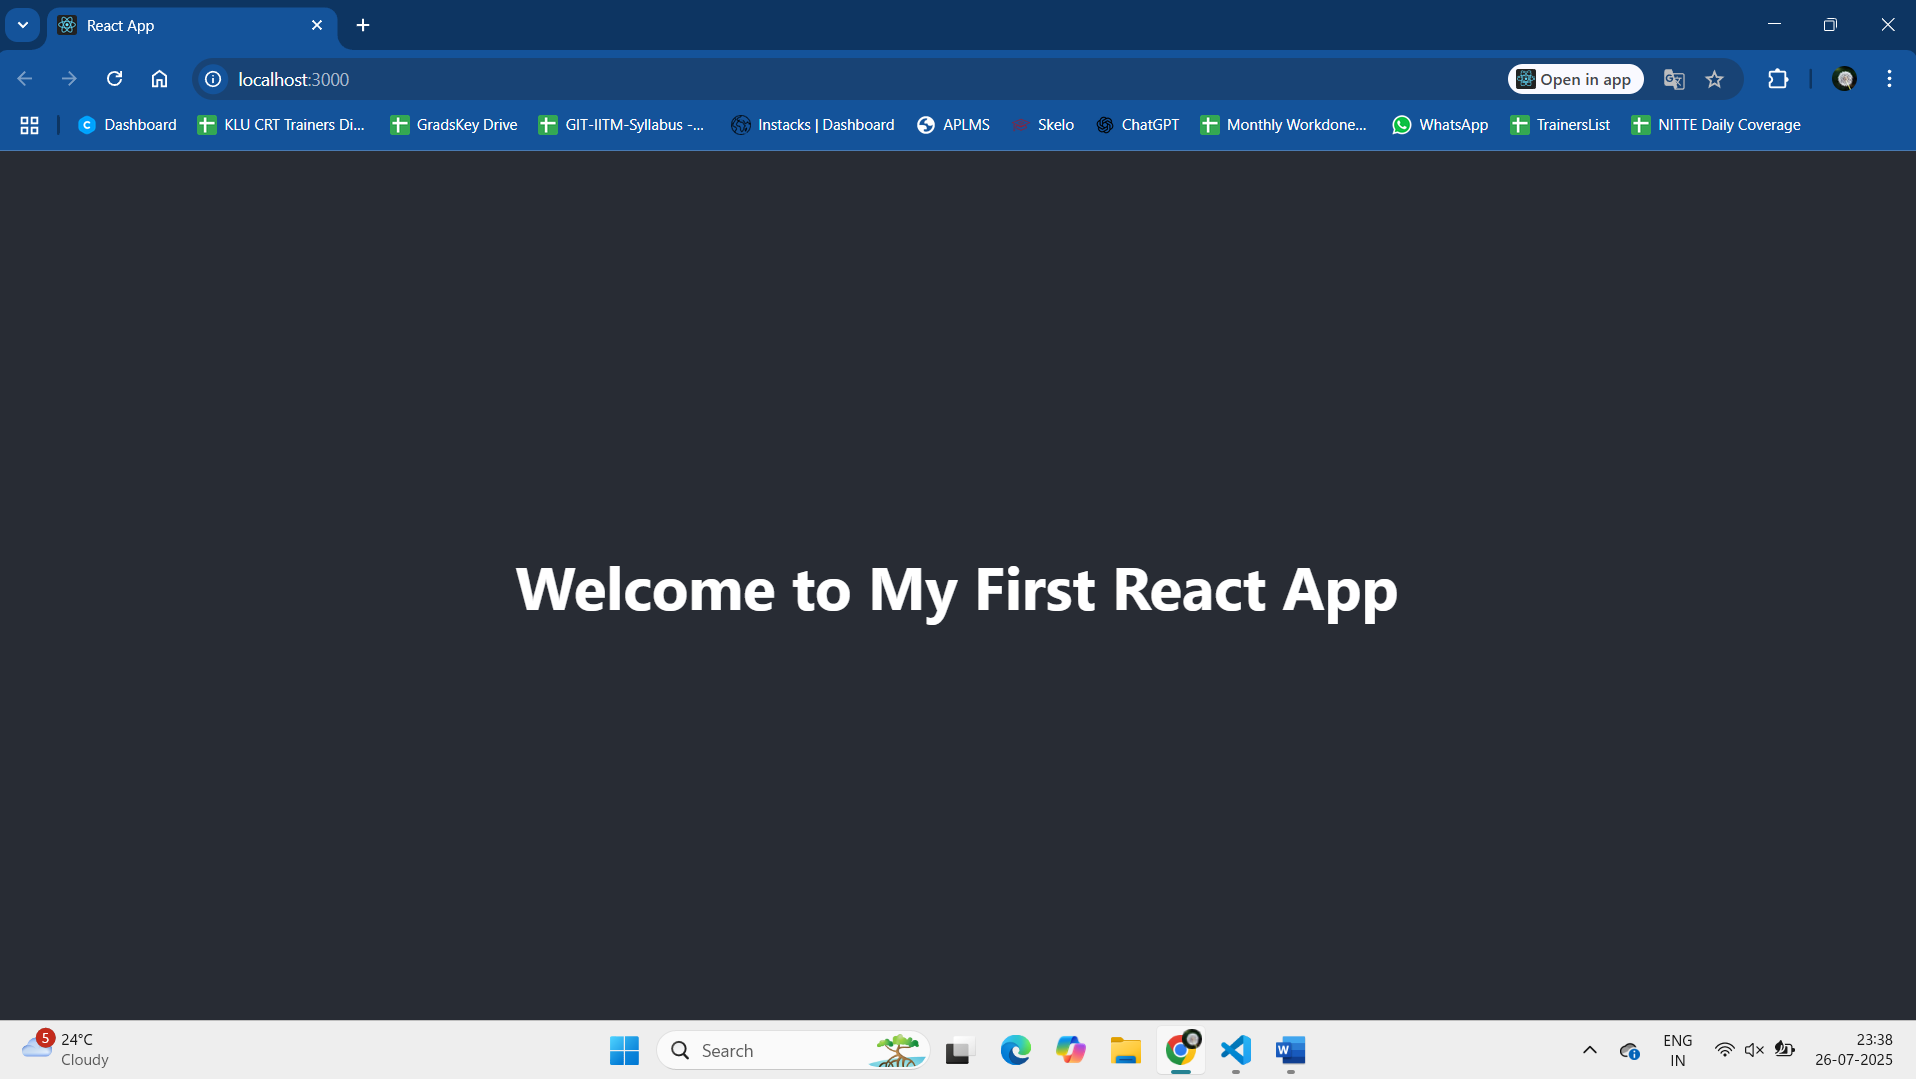 React App
localhost:3000
Open in app
Dashboard KLU CRT Trainers Di... GradsKey Drive GIT-IITM-Syllabus -... Instacks | Dashboard APLMS Skelo ChatGPT Monthly Workdone... WhatsApp TrainersList NITTE Daily Coverage
Welcome to My First React App
5
24°C
Cloudy
Search
ENG
IN
23:38
26-07-2025